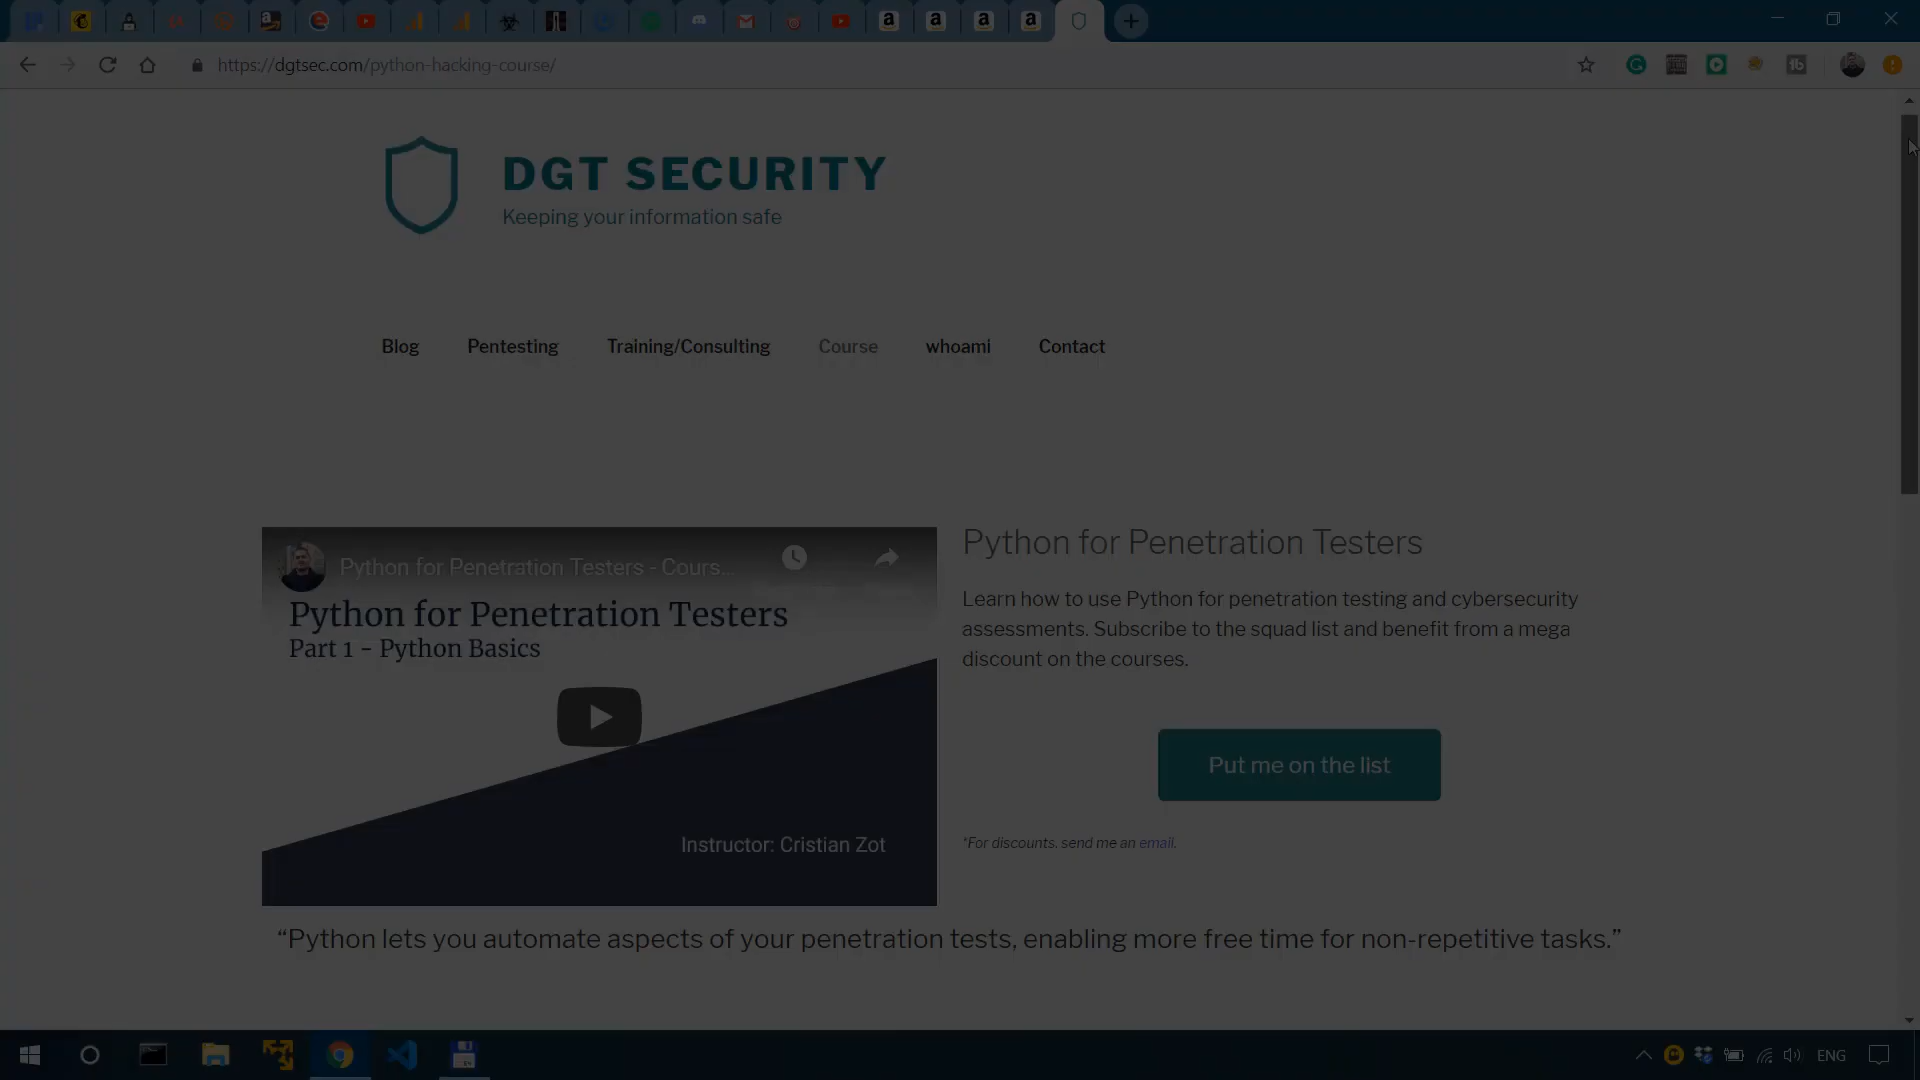 https://dgtsec.com/python-hacking-course/
DGT SECURITY
Keeping your information safe
Blog Pentesting Training/Consulting Course whoami Contact
Python for Penetration Testers - Cours...
Python for Penetration Testers
Part 1 - Python Basics
Instructor: Cristian Zot
Python for Penetration Testers
Learn how to use Python for penetration testing and cybersecurity
assessments. Subscribe to the squad list and benefit from a mega
discount on the courses.
Put me on the list
*For discounts, send me an email.
“Python lets you automate aspects of your penetration tests, enabling more free time for non-repetitive tasks.”
ENG